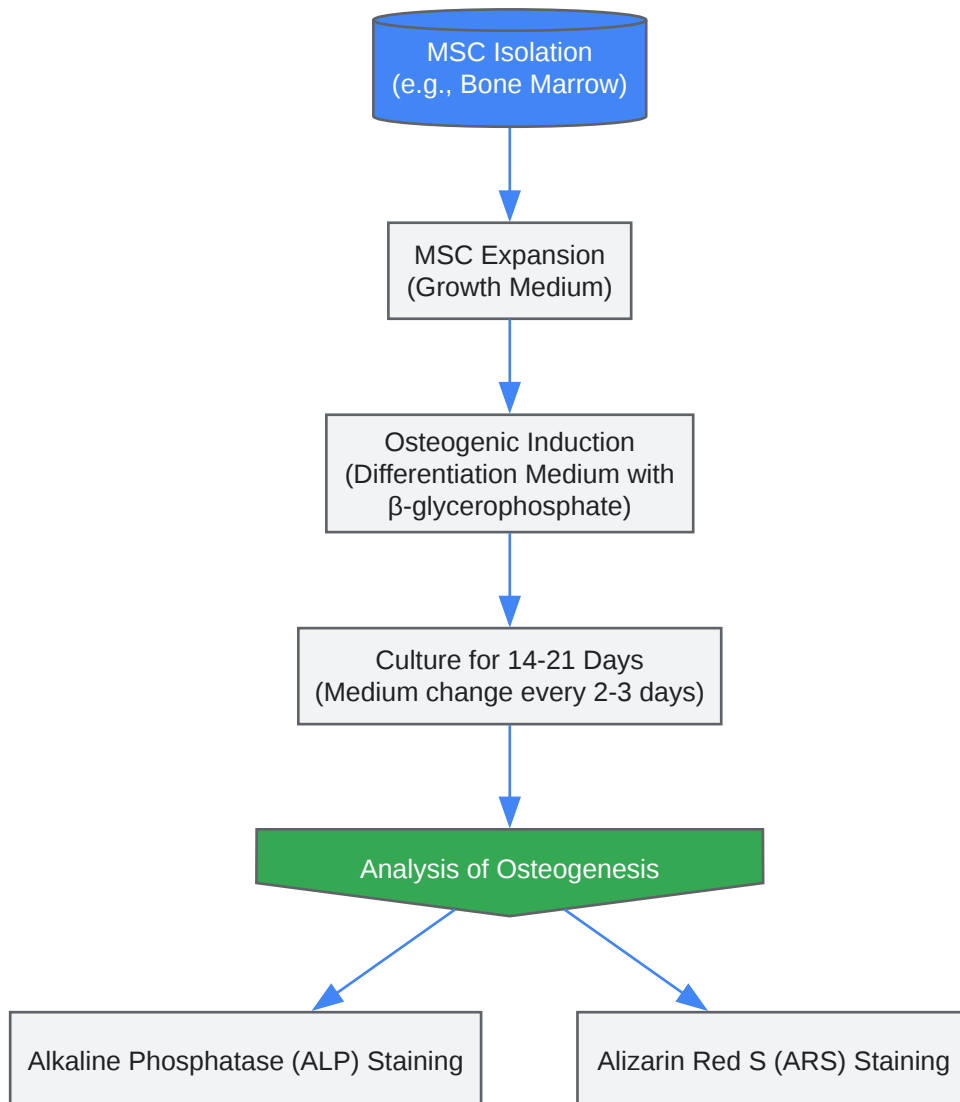 MSC Isolation
(e.g., Bone Marrow)
MSC Expansion
(Growth Medium)
Osteogenic Induction
(Differentiation Medium with
β-glycerophosphate)
Culture for 14-21 Days
(Medium change every 2-3 days)
Analysis of Osteogenesis
Alkaline Phosphatase (ALP) Staining
Alizarin Red S (ARS) Staining